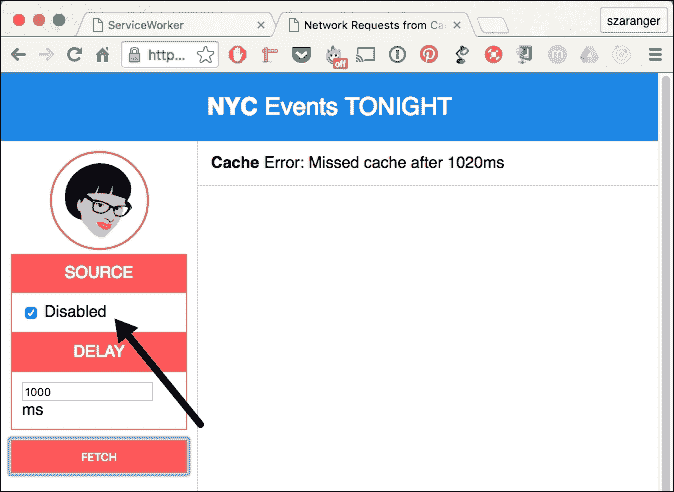 szaranger
ServiceWorker
Network Requests from Ca
http...
off
NYC Events TONIGHT
Cache Error: Missed cache after 1020ms
SOURCE
Disabled
DELAY
1000
ms
FETCH